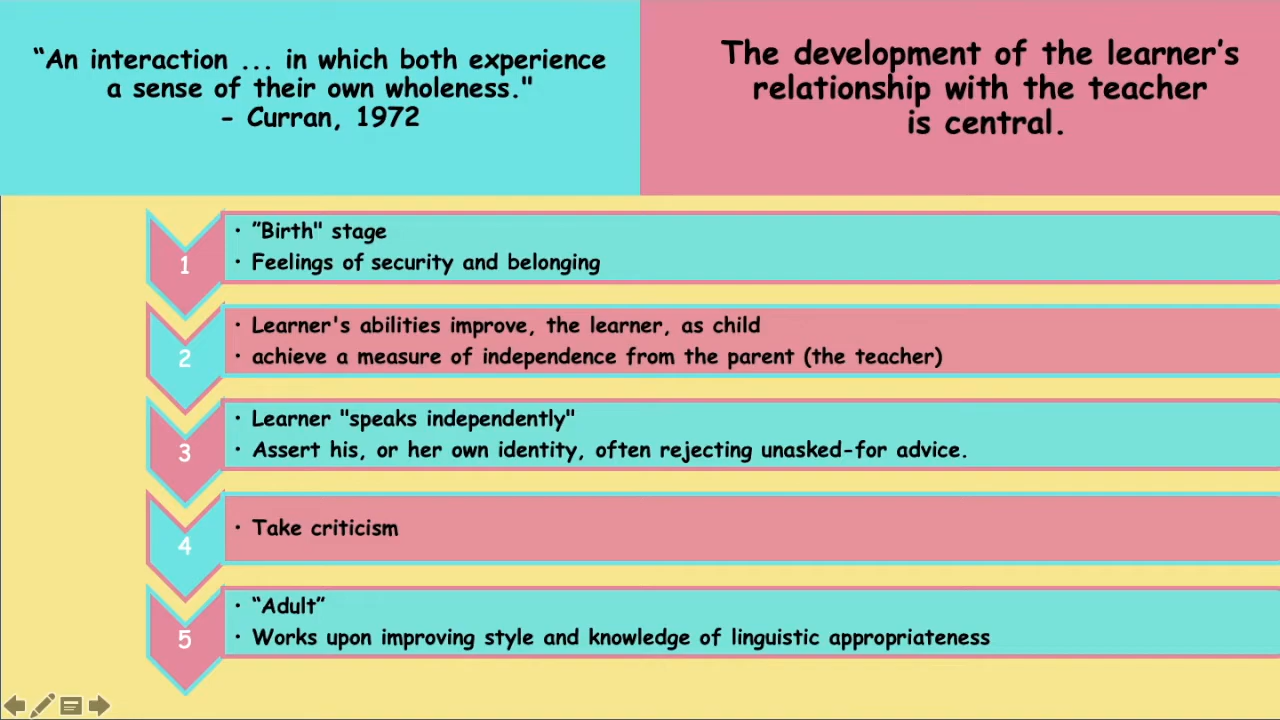 “An interaction ... in which both experience
a sense of their own wholeness."
- Curran, 1972
The development of the learner’s
relationship with the teacher
is central.
1
• ”Birth" stage
• Feelings of security and belonging
2
• Learner's abilities improve, the learner, as child
• achieve a measure of independence from the parent (the teacher)
3
• Learner "speaks independently"
• Assert his, or her own identity, often rejecting unasked-for advice.
4
• Take criticism
5
• “Adult”
• Works upon improving style and knowledge of linguistic appropriateness